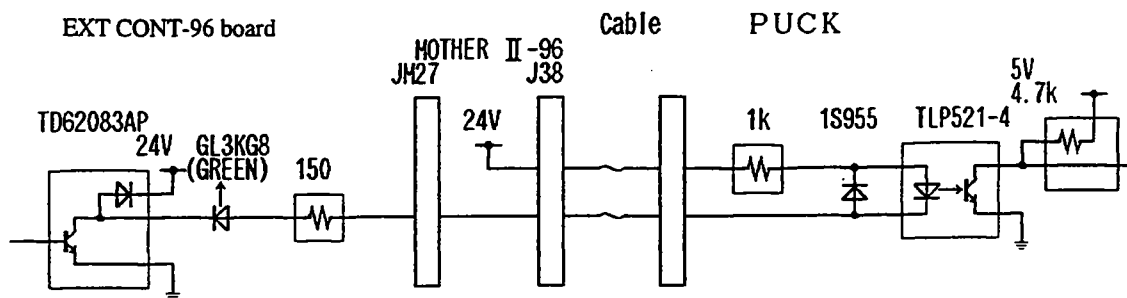 EXT CONT-96 board
Cable
PUCK
MOTHER Ⅱ-96
JM27
J38
5V
4.7k
TD62083AP
24V
GL3KG8
(GREEN)
150
24V
1k
1S955
TLP521-4